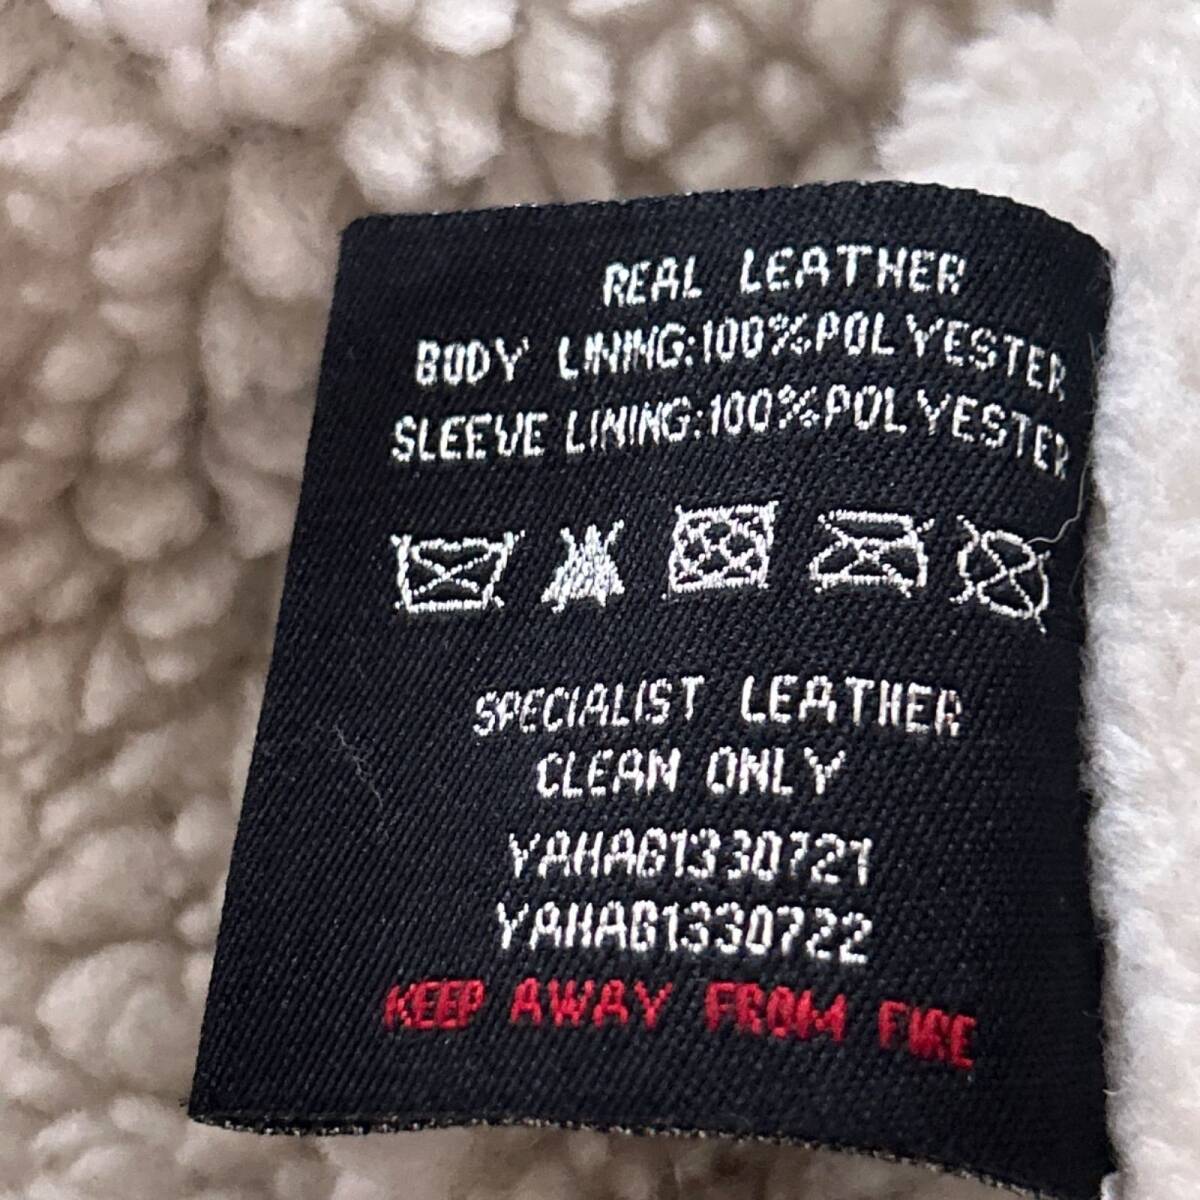 REAL LEATHER
BODY LINING:100%POLYESTER
SLEEVE LINING:100%POLYESTER
SPECIALIST LEATHER
CLEAN ONLY
YAHAG1330721
YAHAG1330722
KEEP AWAY FROM FIRE